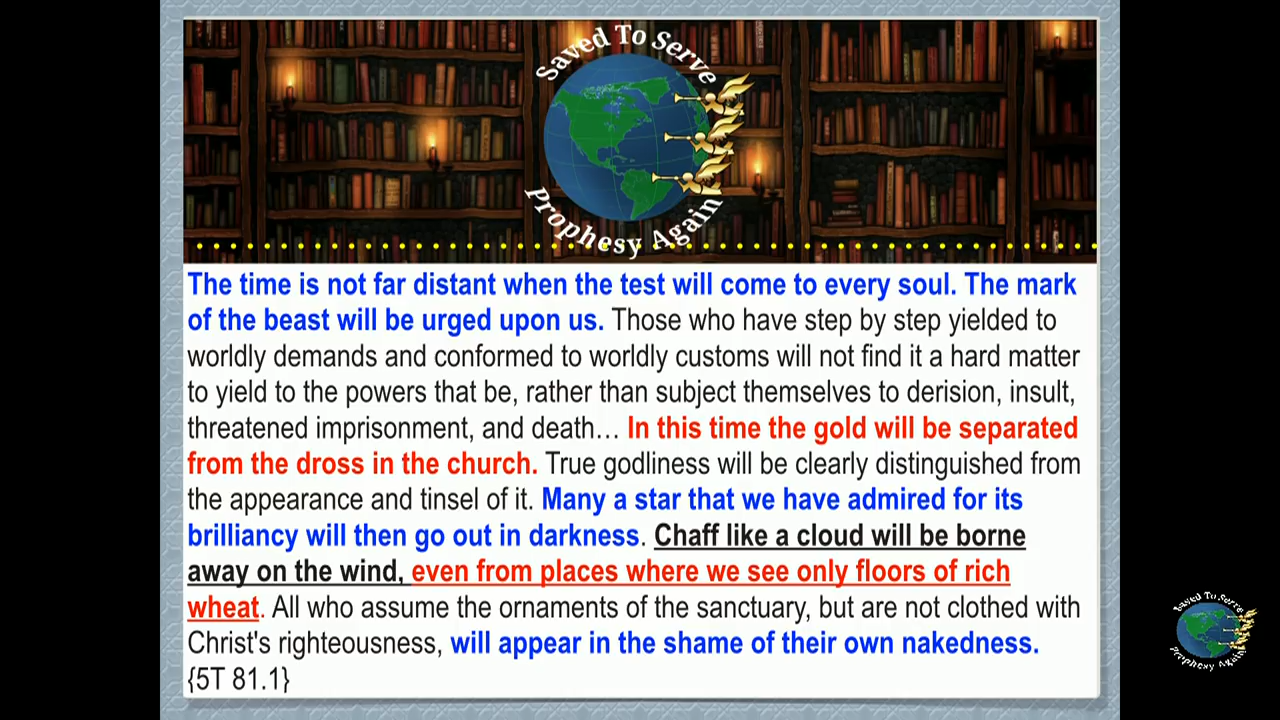 Saved To Serve
Prophesy Again
The time is not far distant when the test will come to every soul. The mark
of the beast will be urged upon us. Those who have step by step yielded to
worldly demands and conformed to worldly customs will not find it a hard matter
to yield to the powers that be, rather than subject themselves to derision, insult,
threatened imprisonment, and death… In this time the gold will be separated
from the dross in the church. True godliness will be clearly distinguished from
the appearance and tinsel of it. Many a star that we have admired for its
brilliancy will then go out in darkness. Chaff like a cloud will be borne
away on the wind, even from places where we see only floors of rich
wheat. All who assume the ornaments of the sanctuary, but are not clothed with
Christ's righteousness, will appear in the shame of their own nakedness.
{5T 81.1}
Saved To Serve
Prophesy Again